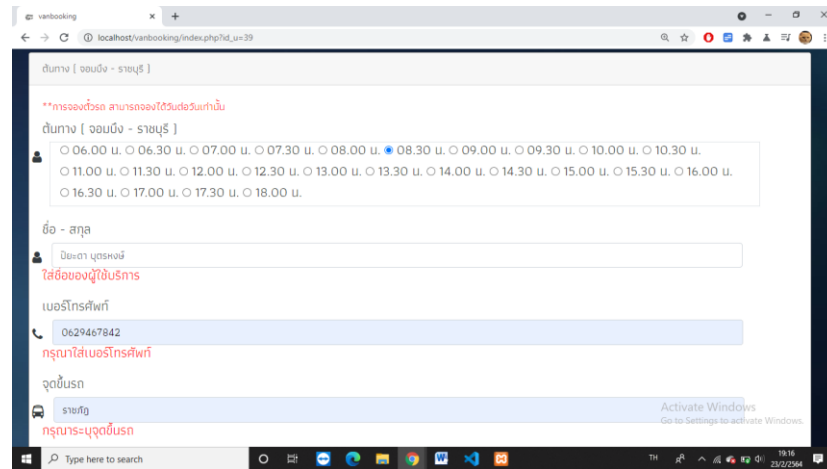 vanbooking
localhost/vanbooking/index.php?id_u=39
ต้นทาง [ จอมบึง - ราชบุรี ]
**การจองตั๋วรถ สามารถจองได้วันต่อวันเท่านั้น
ต้นทาง [ จอมบึง - ราชบุรี ]
06.00 น. 06.30 น. 07.00 น. 07.30 น. 08.00 น. 08.30 น. 09.00 น. 09.30 น. 10.00 น. 10.30 น.
11.00 น. 11.30 น. 12.00 น. 12.30 น. 13.00 น. 13.30 น. 14.00 น. 14.30 น. 15.00 น. 15.30 น. 16.00 น.
16.30 น. 17.00 น. 17.30 น. 18.00 น.
ชื่อ - สกุล
ปิยะดา บุตรหงษ์
ใส่ชื่อของผู้ใช้บริการ
เบอร์โทรศัพท์
0629467842
กรุณาใส่เบอร์โทรศัพท์
จุดขึ้นรถ
ราชภัฏ
กรุณาระบุจุดขึ้นรถ
Activate Windows
Go to Settings to activate Windows.
Type here to search
TH
19:16
23/2/2564